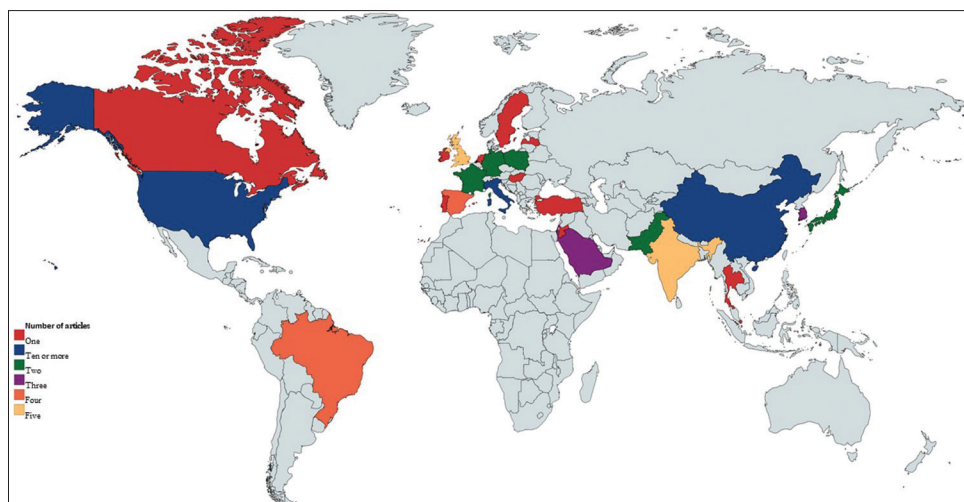 Number of articles
One
Ten or more
Two
Three
Four
Five